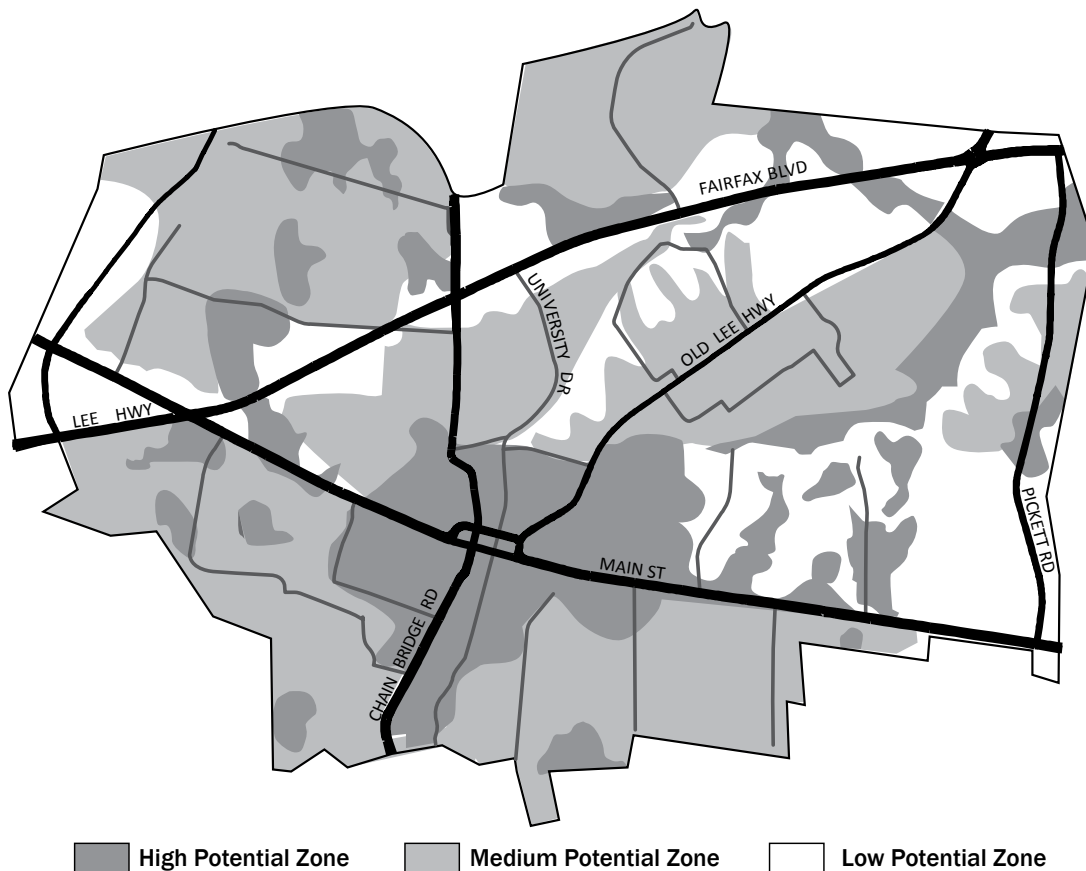 FAIRFAX BLVD
UNIVERSITY DR
OLD LEE HWY
LEE HWY
PICKETT RD
MAIN ST
CHAIN BRIDGE RD
High Potential Zone
Medium Potential Zone
Low Potential Zone